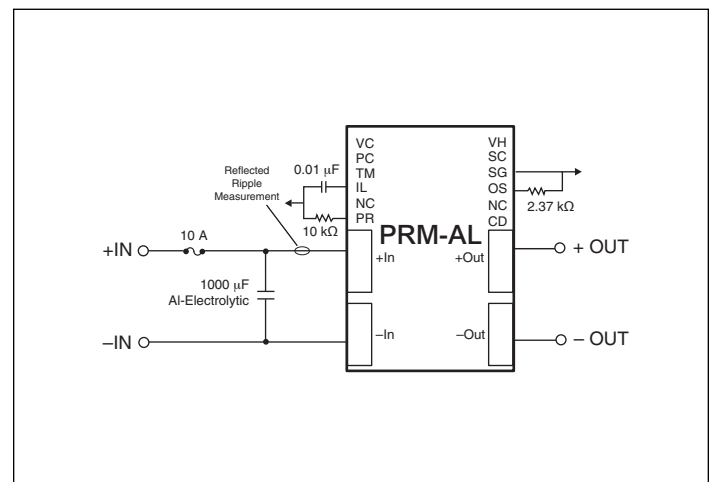 VC
PC
TM
IL
NC
PR
VH
SC
SG
OS
NC
CD
Reflected
Ripple
Measurement
0.01 μF
10 kΩ
2.37 kΩ
PRM-AL
10 A
+IN
+In
+Out
+ OUT
1000 μF
Al-Electrolytic
–IN
–In
–Out
– OUT